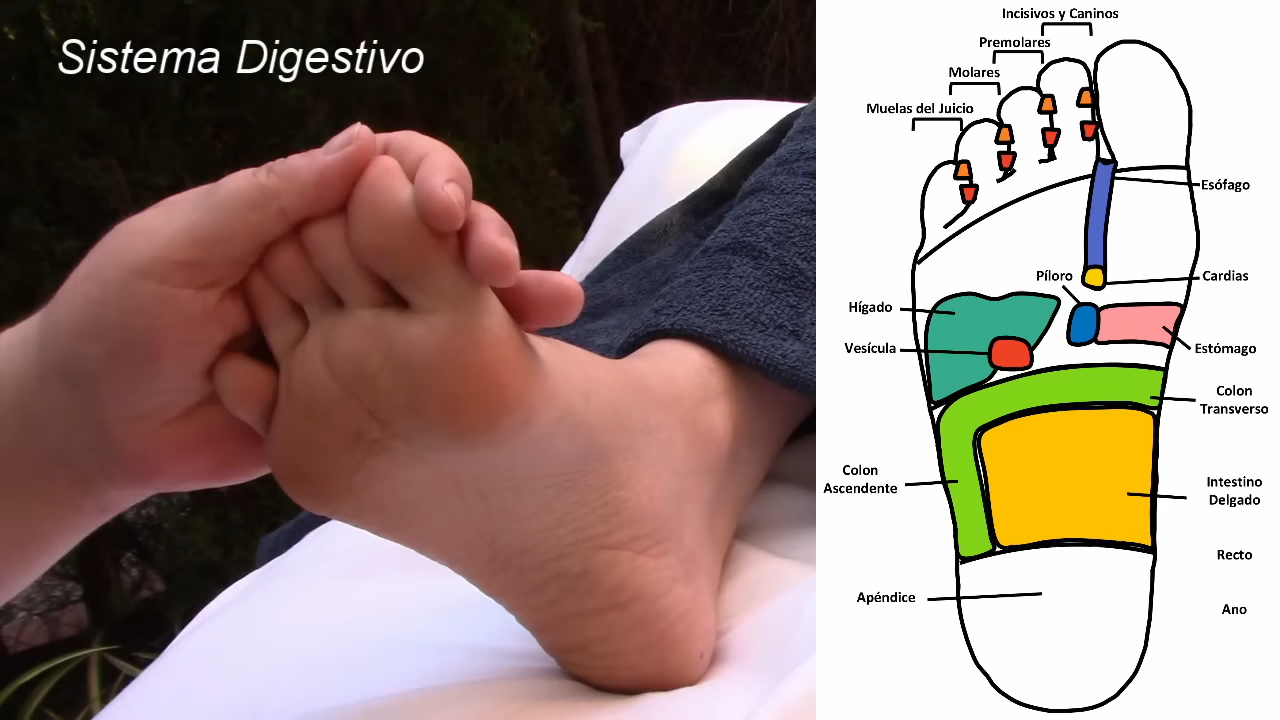 Sistema Digestivo
Incisivos y Caninos
Premolares
Molares
Muelas del Juicio
Esófago
Píloro
Cardias
Hígado
Vesícula
Estómago
Colon
Transverso
Colon
Ascendente
Intestino
Delgado
Recto
Apéndice
Ano